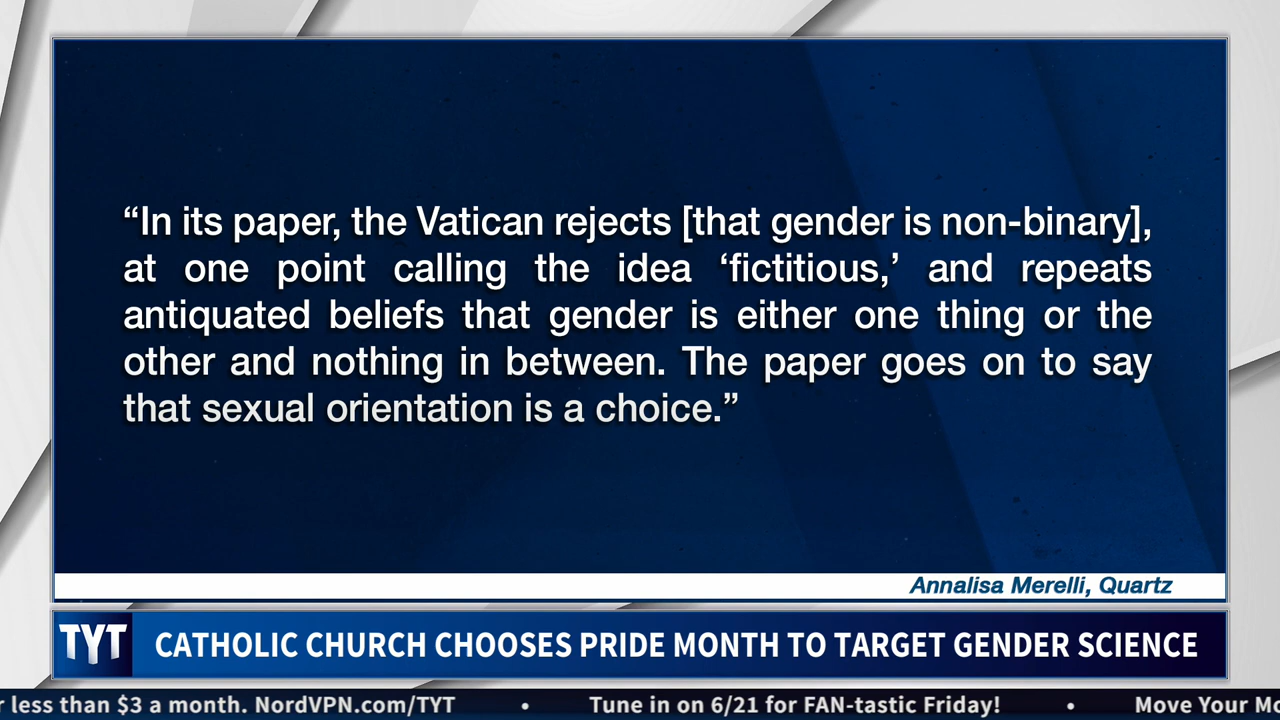 “In its paper, the Vatican rejects [that gender is non-binary],
at one point calling the idea ‘fictitious,’ and repeats
antiquated beliefs that gender is either one thing or the
other and nothing in between. The paper goes on to say
that sexual orientation is a choice.”
Annalisa Merelli, Quartz
TYT CATHOLIC CHURCH CHOOSES PRIDE MONTH TO TARGET GENDER SCIENCE
less than $3 a month. NordVPN.com/TYT • Tune in on 6/21 for FAN-tastic Friday! • Move Your